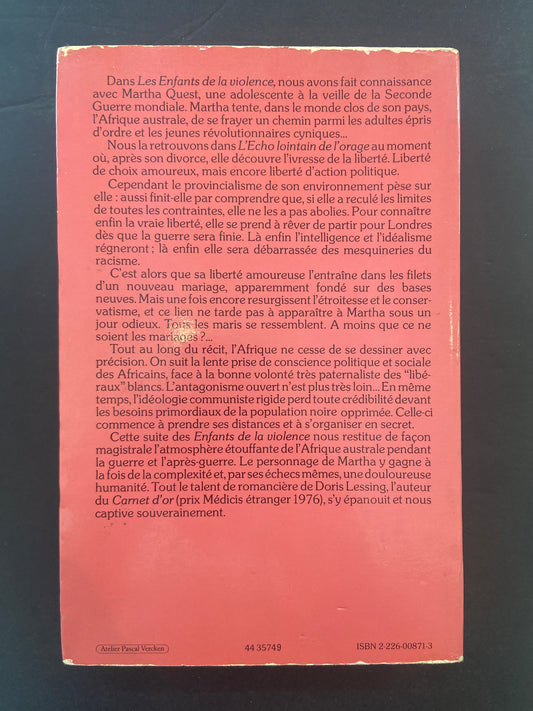 Dans Les Enfants de la violence, nous avons fait connaissance
avec Martha Quest, une adolescente à la veille de la Seconde
Guerre mondiale. Martha tente, dans le monde clos de son pays,
l'Afrique australe, de se frayer un chemin parmi les adultes épris
d'ordre et les jeunes révolutionnaires cyniques...
Nous la retrouvons dans L'Echo lointain de l'orage au moment
où, après son divorce, elle découvre l'ivresse de la liberté. Liberté
de choix amoureux, mais encore liberté d'action politique.
Cependant le provincialisme de son environnement pèse sur
elle : aussi finit-elle par comprendre que, si elle a reculé les limites
de toutes les contraintes, elle ne les a pas abolies. Pour connaître
enfin la vraie liberté, elle se prend à rêver de partir pour Londres
dès que la guerre sera finie. Là enfin l'intelligence et l'idéalisme
régneront ; là enfin elle sera débarrassée des mesquineries du
racisme.
C'est alors que sa liberté amoureuse l'entraîne dans les filets
d'un nouveau mariage, apparemment fondé sur des bases
neuves. Mais une fois encore resurgissent l'étroitesse et le conser-
vatisme, et ce lien ne tarde pas à apparaître à Martha sous un
jour odieux. Tous les maris se ressemblent. A moins que ce ne
soient les mariages ?...
Tout au long du récit, l'Afrique ne cesse de se dessiner avec
précision. On suit la lente prise de conscience politique et sociale
des Africains, face à la bonne volonté très paternaliste des "libé-
raux" blancs. L'antagonisme ouvert n'est plus très loin... En même
temps, l'idéologie communiste rigide perd toute crédibilité devant
les besoins primordiaux de la population noire opprimée. Celle-ci
commence à prendre ses distances et à s'organiser en secret.
Cette suite des Enfants de la violence nous restitue de façon
magistrale l'atmosphère étouffante de l'Afrique australe pendant
la guerre et l'après-guerre. Le personnage de Martha y gagne à
la fois de la complexité et, par ses échecs mêmes, une douloureuse
humanité. Tout le talent de romancière de Doris Lessing, l'auteur
du Carnet d'or (prix Médicis étranger 1976), s'y épanouit et nous
captive souverainement.
Atelier Pascal Vercken
44 35749
ISBN 2-226-00871-3